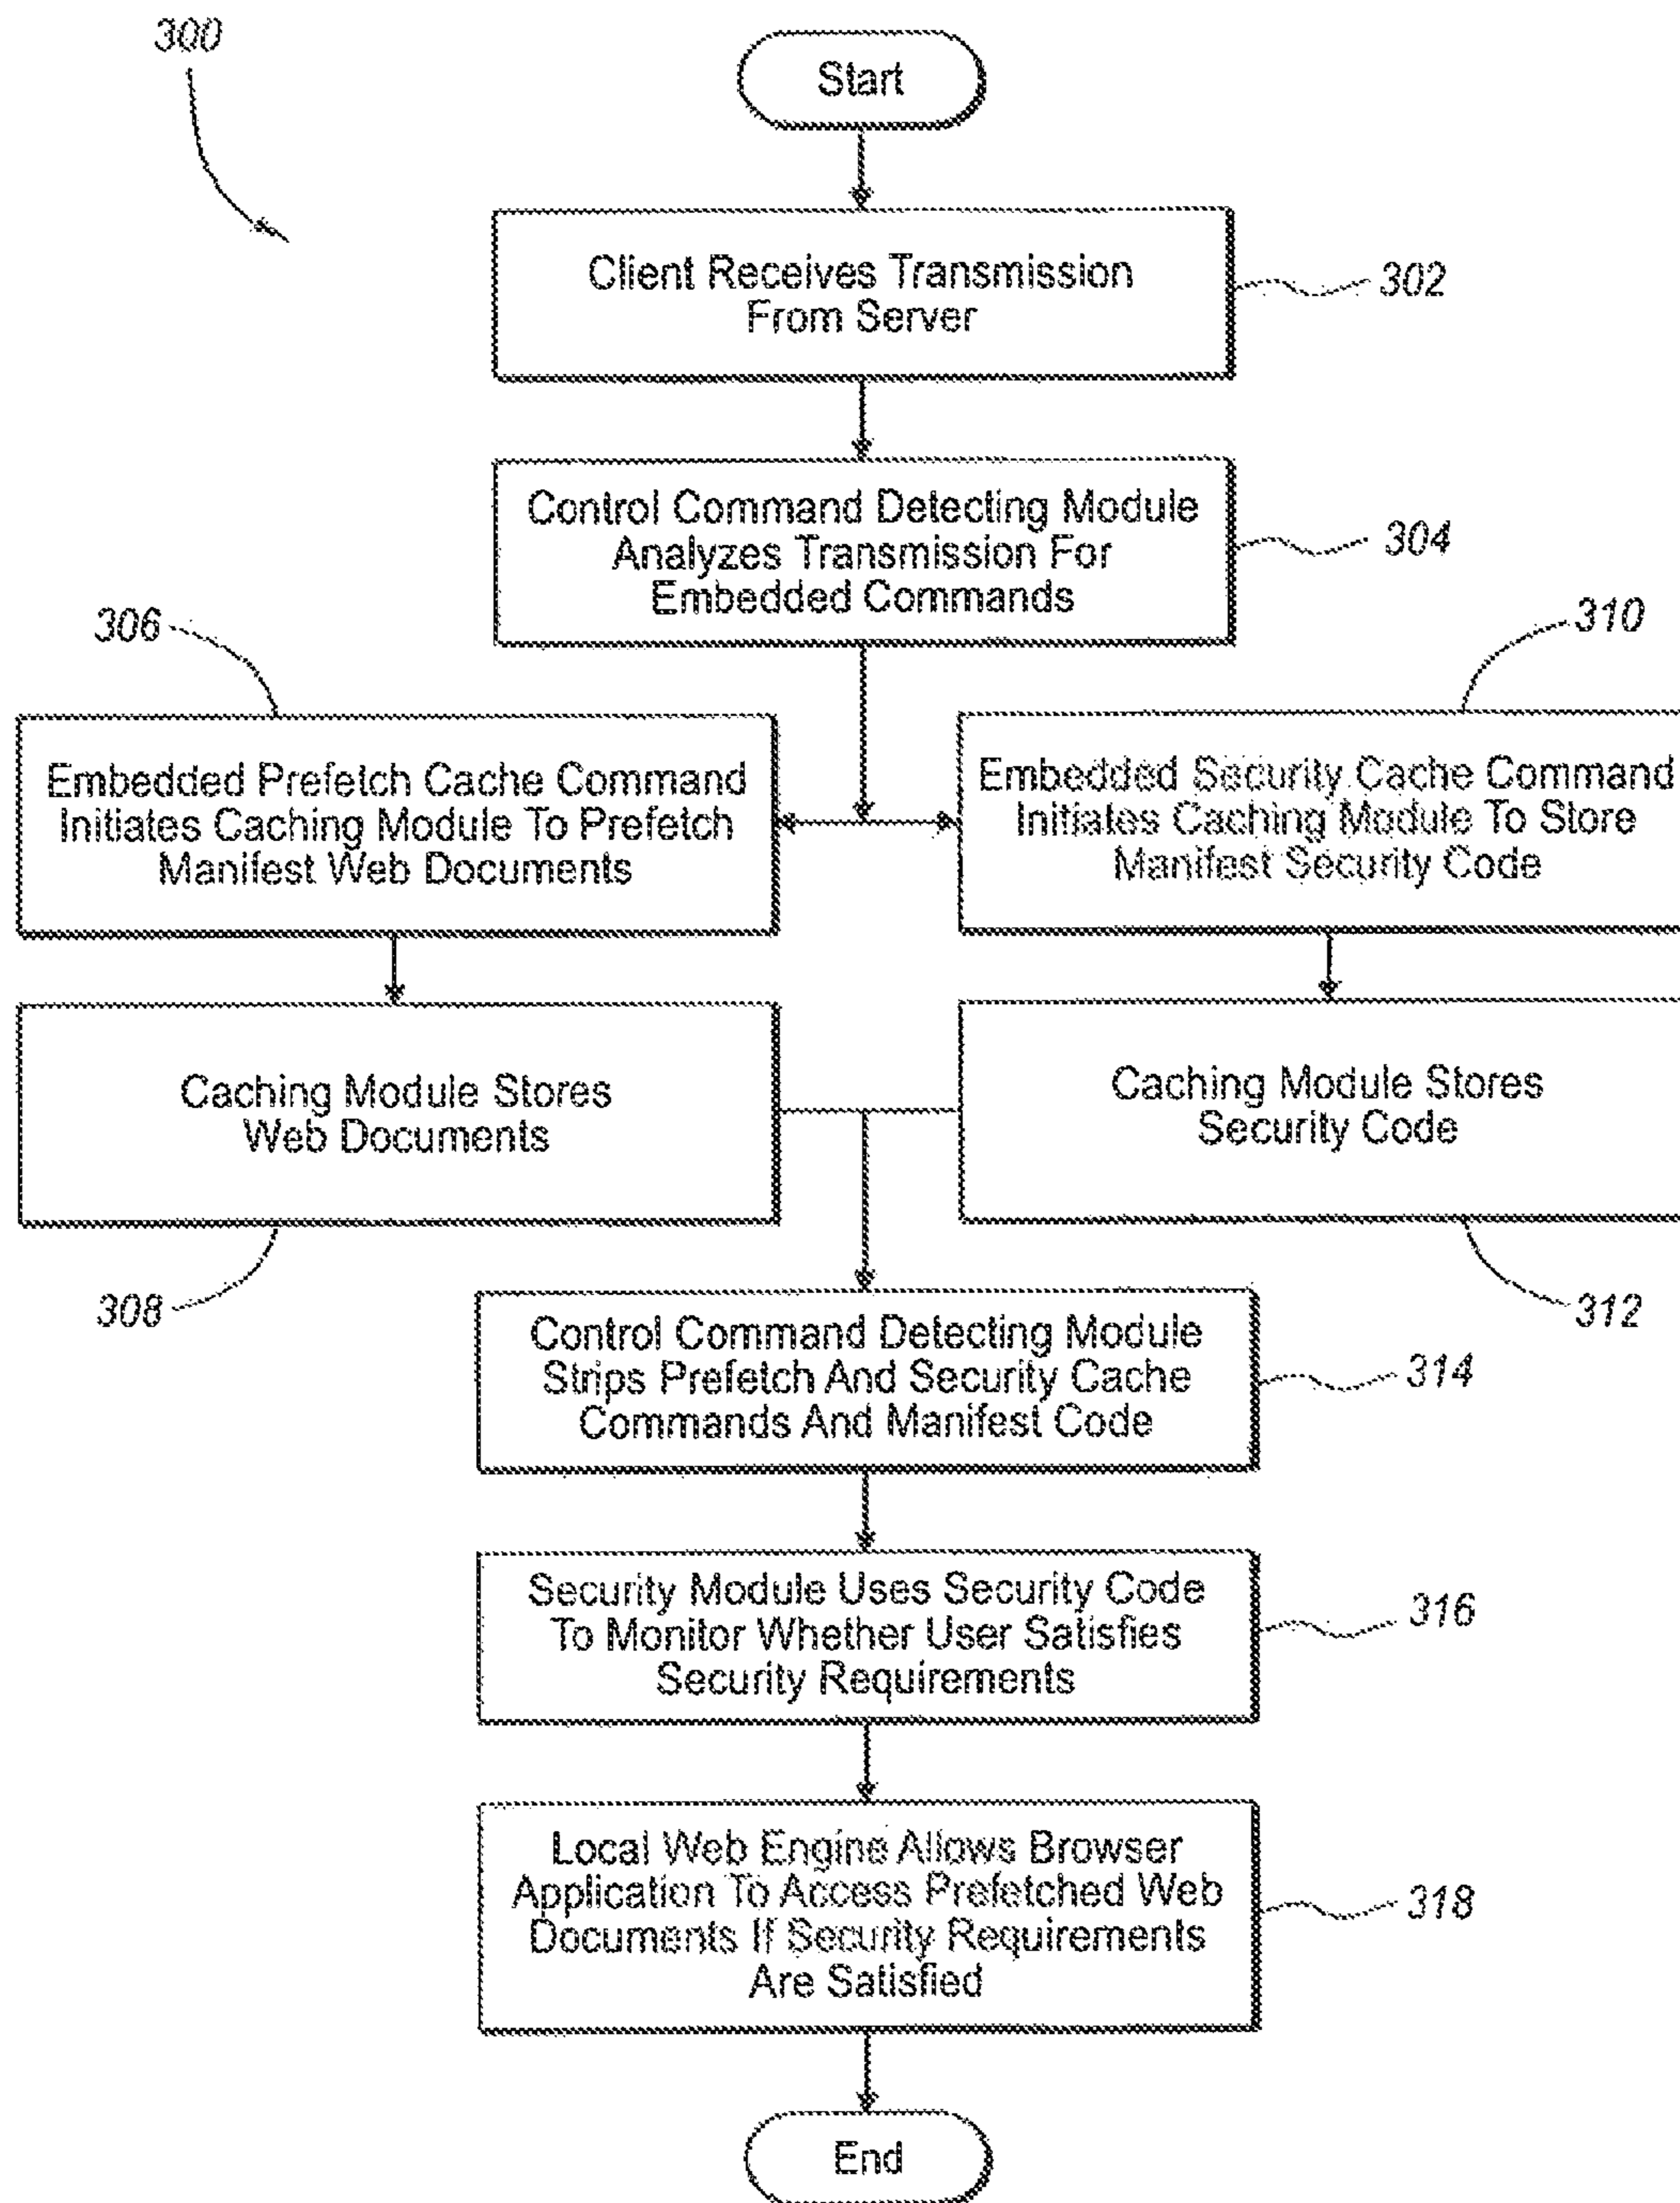 300
Start
Client Receives Transmission
From Server
302
Control Command Detecting Module
Analyzes Transmission For
Embedded Commands
304
306
310
Embedded Prefetch Cache Command
Initiates Caching Module To Prefetch
Manifest Web Documents
Embedded Security Cache Command
Initiates Caching Module To Store
Manifest Security Code
Caching Module Stores
Web Documents
Caching Module Stores
Security Code
308
312
Control Command Detecting Module
Strips Prefetch And Security Cache
Commands And Manifest Code
314
Security Module Uses Security Code
To Monitor Whether User Satisfies
Security Requirements
316
Local Web Engine Allows Browser
Application To Access Prefetched Web
Documents If Security Requirements
Are Satisfied
318
End